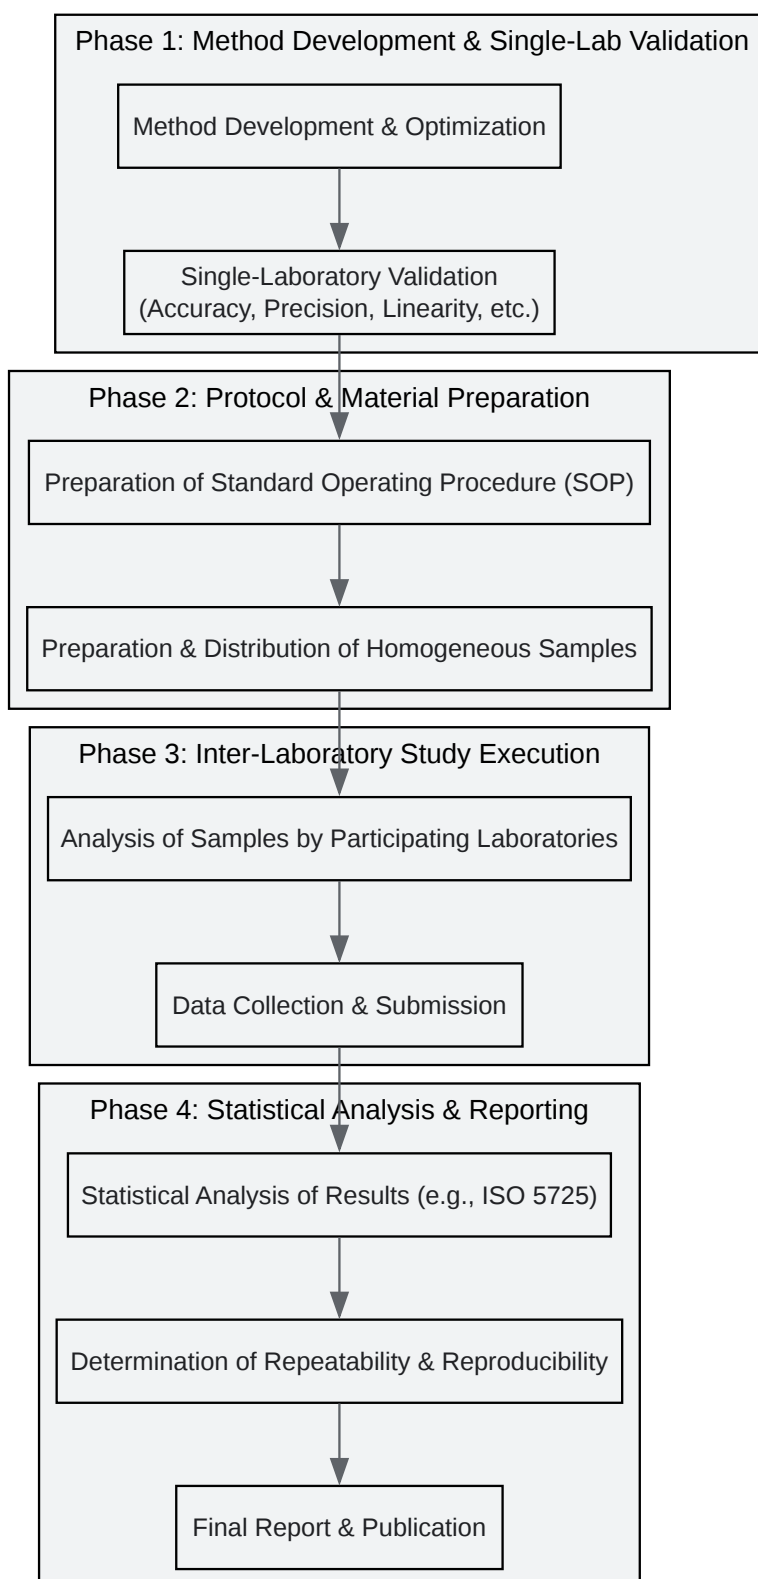 Phase 1: Method Development & Single-Lab Validation
Method Development & Optimization
Single-Laboratory Validation
(Accuracy, Precision, Linearity, etc.)
Phase 2: Protocol & Material Preparation
Preparation of Standard Operating Procedure (SOP)
Preparation & Distribution of Homogeneous Samples
Phase 3: Inter-Laboratory Study Execution
Analysis of Samples by Participating Laboratories
Data Collection & Submission
Phase 4: Statistical Analysis & Reporting
Statistical Analysis of Results (e.g., ISO 5725)
Determination of Repeatability & Reproducibility
Final Report & Publication